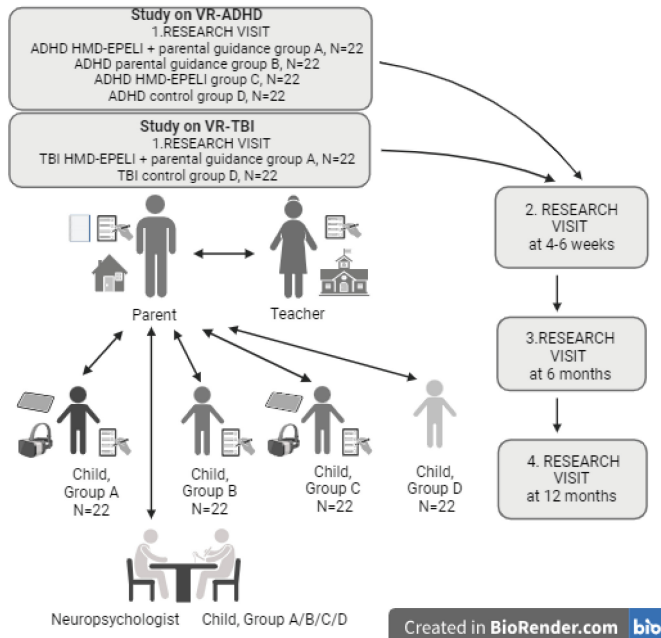 Study on VR-ADHD
1.RESEARCH VISIT
ADHD HMD-EPELI + parental guidance group A, N=22
ADHD parental guidance group B, N=22
ADHD HMD-EPELI group C, N=22
ADHD control group D, N=22
Study on VR-TBI
1.RESEARCH VISIT
TBI HMD-EPELI + parental guidance group A, N=22
TBI control group D, N=22
2. RESEARCH
VISIT
at 4-6 weeks
Parent
Teacher
3.RESEARCH
VISIT
at 6 months
Child,
Group A
N=22
Child,
Group B
N=22
Child,
Group C
N=22
Child,
Group D
N=22
4. RESEARCH
VISIT
at 12 months
Neuropsychologist
Child, Group A/B/C/D
Created in BioRender.com
bio